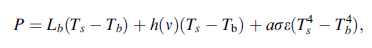 P = L_b(T_s − T_b) + h(v)(T_s − T_b) + aσε(T_s^4 − T_b^4),